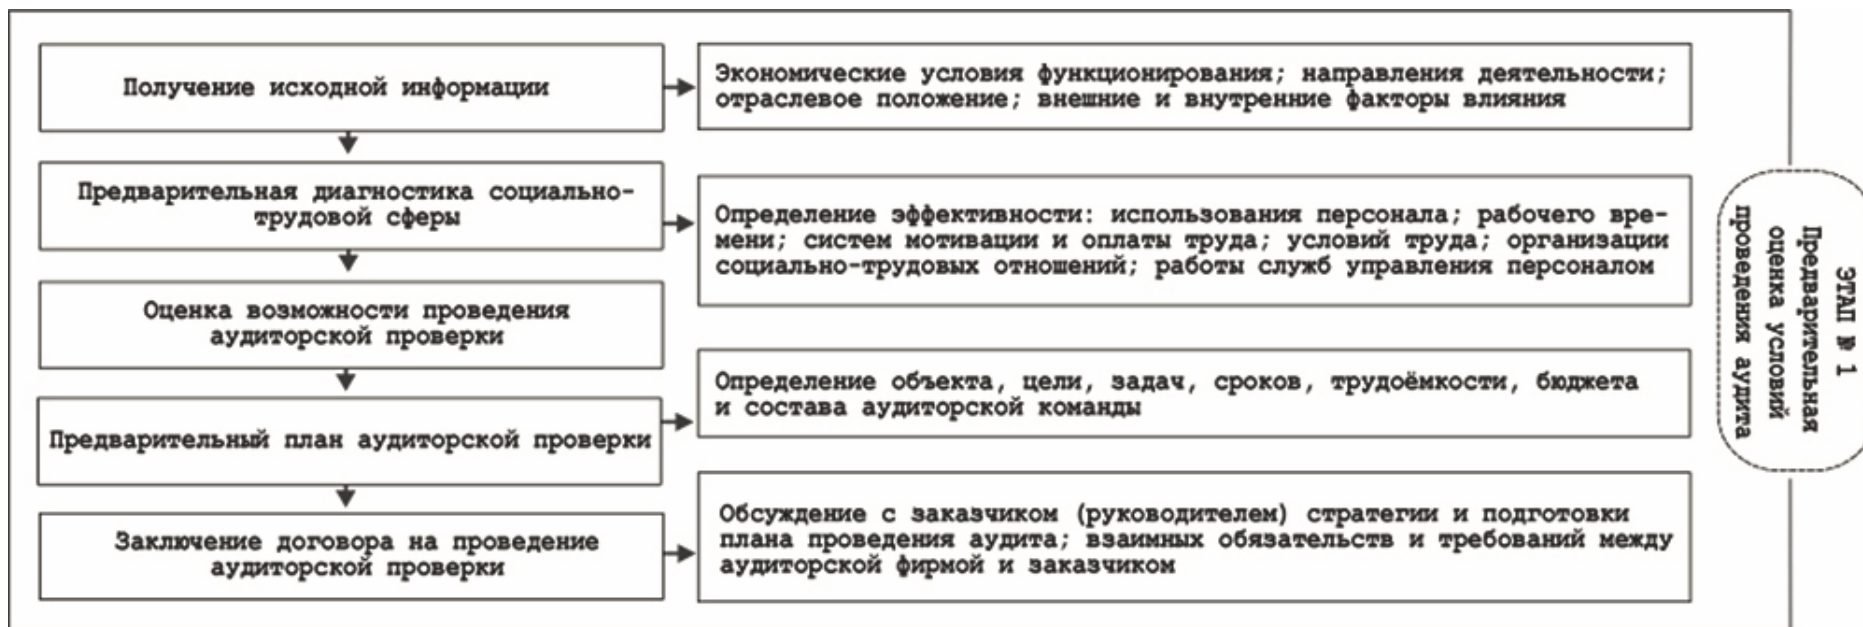 Получение исходной информации
Экономические условия функционирования; направления деятельности;
отраслевое положение; внешние и внутренние факторы влияния
Предварительная диагностика социально-
трудовой сферы
Определение эффективности: использования персонала; рабочего вре-
мени; систем мотивации и оплаты труда; условий труда; организации
социально-трудовых отношений; работы служб управления персоналом
Оценка возможности проведения
аудиторской проверки
Предварительный план аудиторской проверки
Определение объекта, цели, задач, сроков, трудоёмкости, бюджета
и состава аудиторской команды
Заключение договора на проведение
аудиторской проверки
Обсуждение с заказчиком (руководителем) стратегии и подготовки
плана проведения аудита; взаимных обязательств и требований между
аудиторской фирмой и заказчиком
ЭТАП № 1
Предварительная
оценка условий
проведения аудита